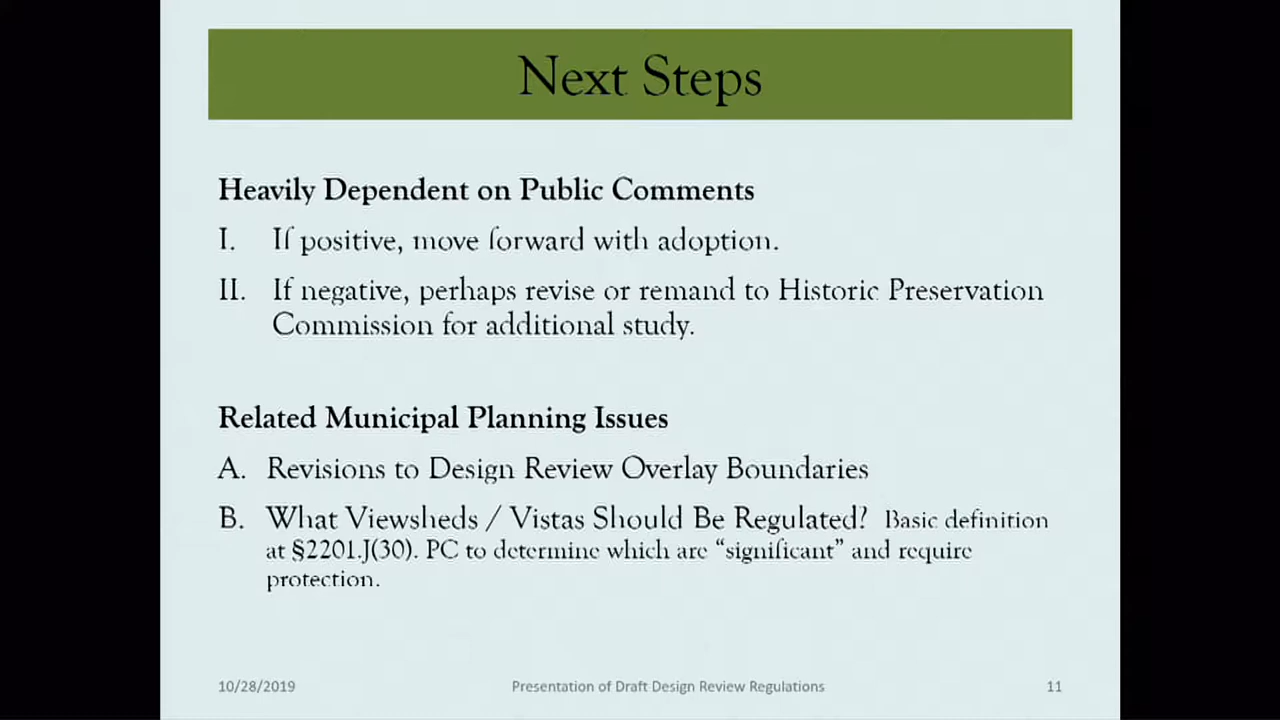 Next Steps
Heavily Dependent on Public Comments
I. If positive, move forward with adoption.
II. If negative, perhaps revise or remand to Historic Preservation
Commission for additional study.
Related Municipal Planning Issues
A. Revisions to Design Review Overlay Boundaries
B. What Viewsheds / Vistas Should Be Regulated? Basic definition
at §2201.J(30). PC to determine which are “significant” and require
protection.
10/28/2019 Presentation of Draft Design Review Regulations 11